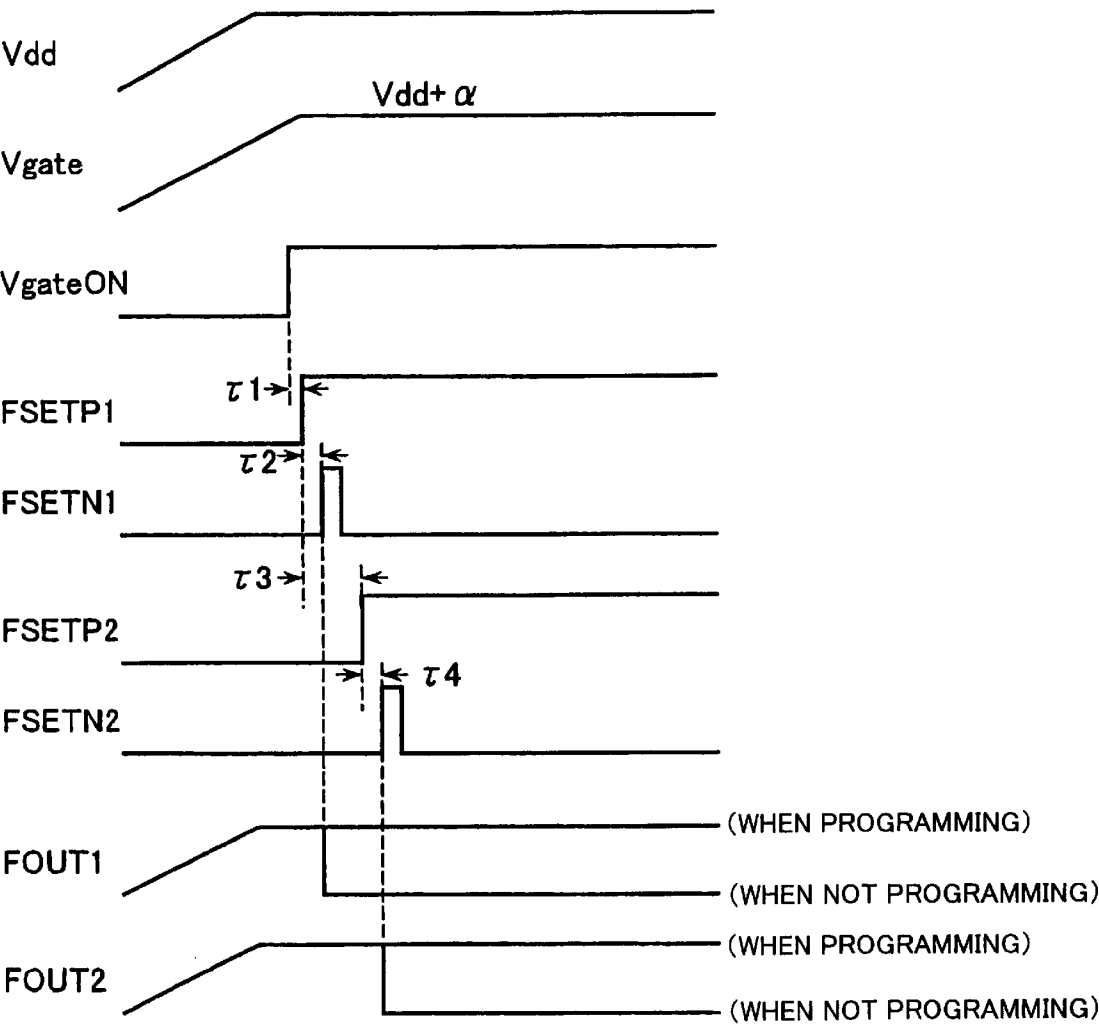 Vdd
Vdd+ α
Vgate
VgateON
τ1
FSETP1
τ2
FSETN1
τ3
FSETP2
τ4
FSETN2
(WHEN PROGRAMMING)
FOUT1
(WHEN NOT PROGRAMMING)
(WHEN PROGRAMMING)
FOUT2
(WHEN NOT PROGRAMMING)